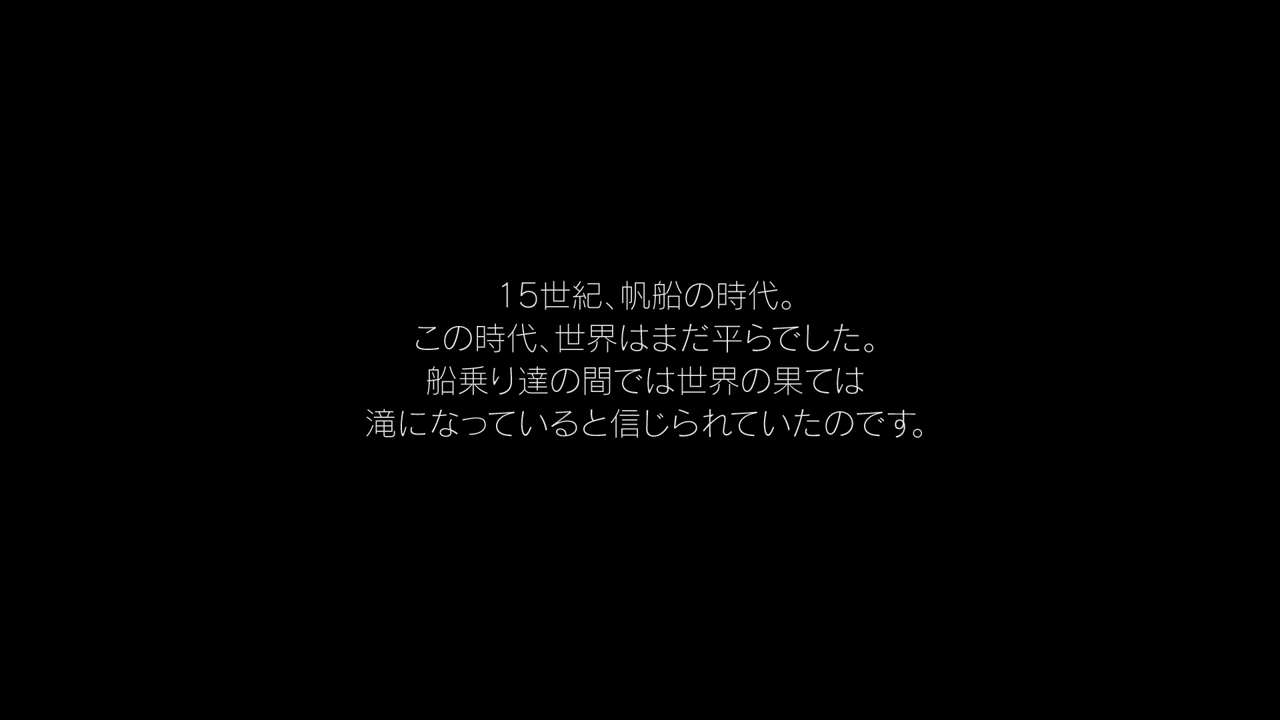 15世紀、帆船の時代。
この時代、世界はまだ平らでした。
船乗り達の間では世界の果ては
滝になっていると信じられていたのです。